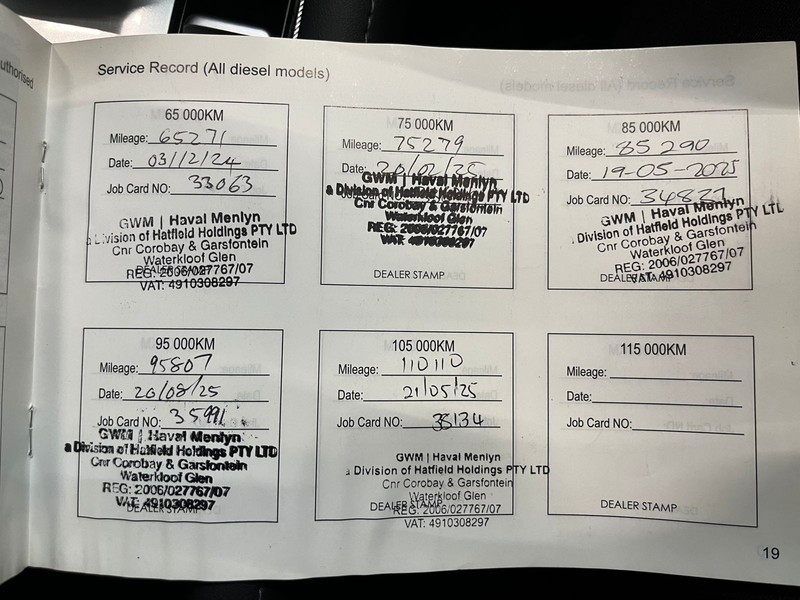 uthorised
Service Record (All diesel models)
65 000KM
Mileage: 65271
Date: 03/12/24
Job Card NO: 33063
GWM | Haval Menlyn
a Division of Hatfield Holdings PTY LTD
Cnr Corobay & Garsfontein
Waterkloof Glen
REG: 2006/027767/07
DEALER STAMP
VAT: 4910308297
75 000KM
Mileage: 75279
Date: 20/02/25
GWM | Haval Menlyn
a Division of Hatfield Holdings PTY LTD
Cnr Corobay & Garsfontein
Waterkloof Glen
REG: 2006/027767/07
VAT: 4910308297
DEALER STAMP
85 000KM
Mileage: 85 290
Date: 19-05-2025
Job Card NO: 34827
GWM | Haval Menlyn
a Division of Hatfield Holdings PTY LTD
Cnr Corobay & Garsfontein
Waterkloof Glen
REG: 2006/027767/07
DEALER STAMP
VAT: 4910308297
95 000KM
Mileage: 95807
Date: 20/08/25
Job Card NO: 35991
GWM | Haval Menlyn
a Division of Hatfield Holdings PTY LTD
Cnr Corobay & Garsfontein
Waterkloof Glen
REG: 2006/027767/07
VAT: 4910308297
DEALER STAMP
105 000KM
Mileage: 110110
Date: 21/05/25
Job Card NO: 35134
GWM | Haval Menlyn
a Division of Hatfield Holdings PTY LTD
Cnr Corobay & Garsfontein
Waterkloof Glen
DEALER STAMP
REG: 2006/027767/07
VAT: 4910308297
115 000KM
Mileage:
Date:
Job Card NO:
DEALER STAMP
19